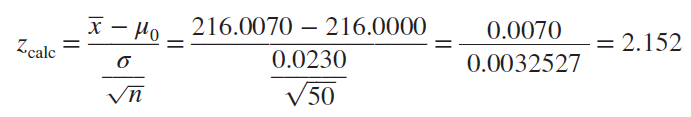 z_calc = (x̄ − μ₀) / (σ / √n) = (216.0070 − 216.0000) / (0.0230 / √50) = 0.0070 / 0.0032527 = 2.152